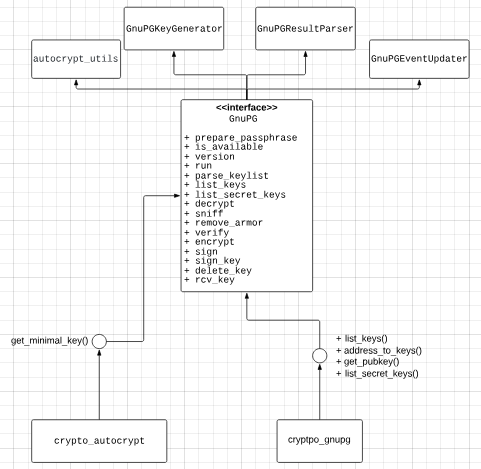 GnuPGKeyGenerator
GnuPGResultParser
autocrypt_utils
GnuPGEventUpdater
<<interface>>
GnuPG
+ prepare_passphrase
+ is_available
+ version
+ run
+ parse_keylist
+ list_keys
+ list_secret_keys
+ decrypt
+ sniff
+ remove_armor
+ verify
+ encrypt
+ sign
+ sign_key
+ delete_key
+ rcv_key
get_minimal_key()
+ list_keys()
+ address_to_keys()
+ get_pubkey()
+ list_secret_keys()
crypto_autocrypt
cryptpo_gnupg